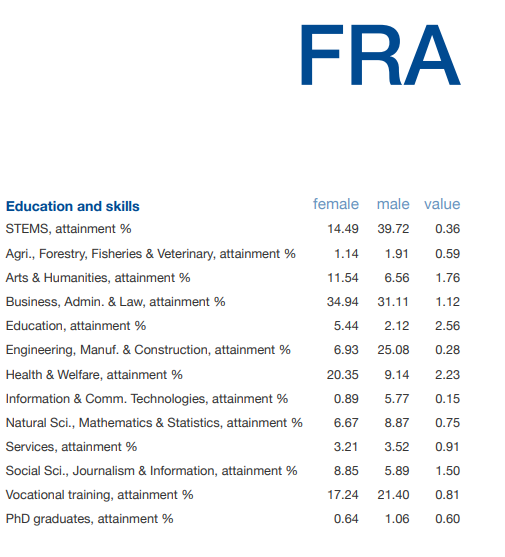 FRA
Education and skills female male value
STEMS, attainment % 14.49 39.72 0.36
Agri., Forestry, Fisheries & Veterinary, attainment % 1.14 1.91 0.59
Arts & Humanities, attainment % 11.54 6.56 1.76
Business, Admin. & Law, attainment % 34.94 31.11 1.12
Education, attainment % 5.44 2.12 2.56
Engineering, Manuf. & Construction, attainment % 6.93 25.08 0.28
Health & Welfare, attainment % 20.35 9.14 2.23
Information & Comm. Technologies, attainment % 0.89 5.77 0.15
Natural Sci., Mathematics & Statistics, attainment % 6.67 8.87 0.75
Services, attainment % 3.21 3.52 0.91
Social Sci., Journalism & Information, attainment % 8.85 5.89 1.50
Vocational training, attainment % 17.24 21.40 0.81
PhD graduates, attainment % 0.64 1.06 0.60